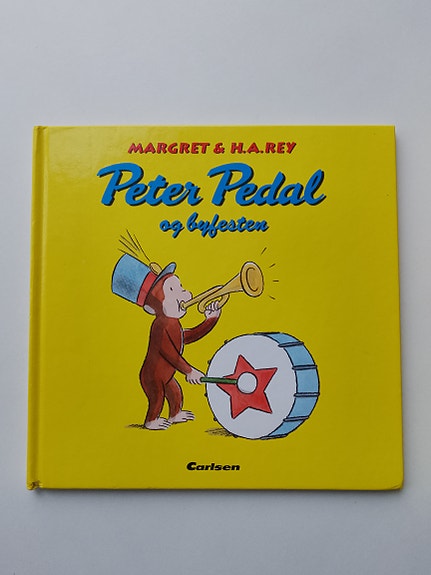 MARGRET & H.A.REY
Peter Pedal
og byfesten
Carlsen